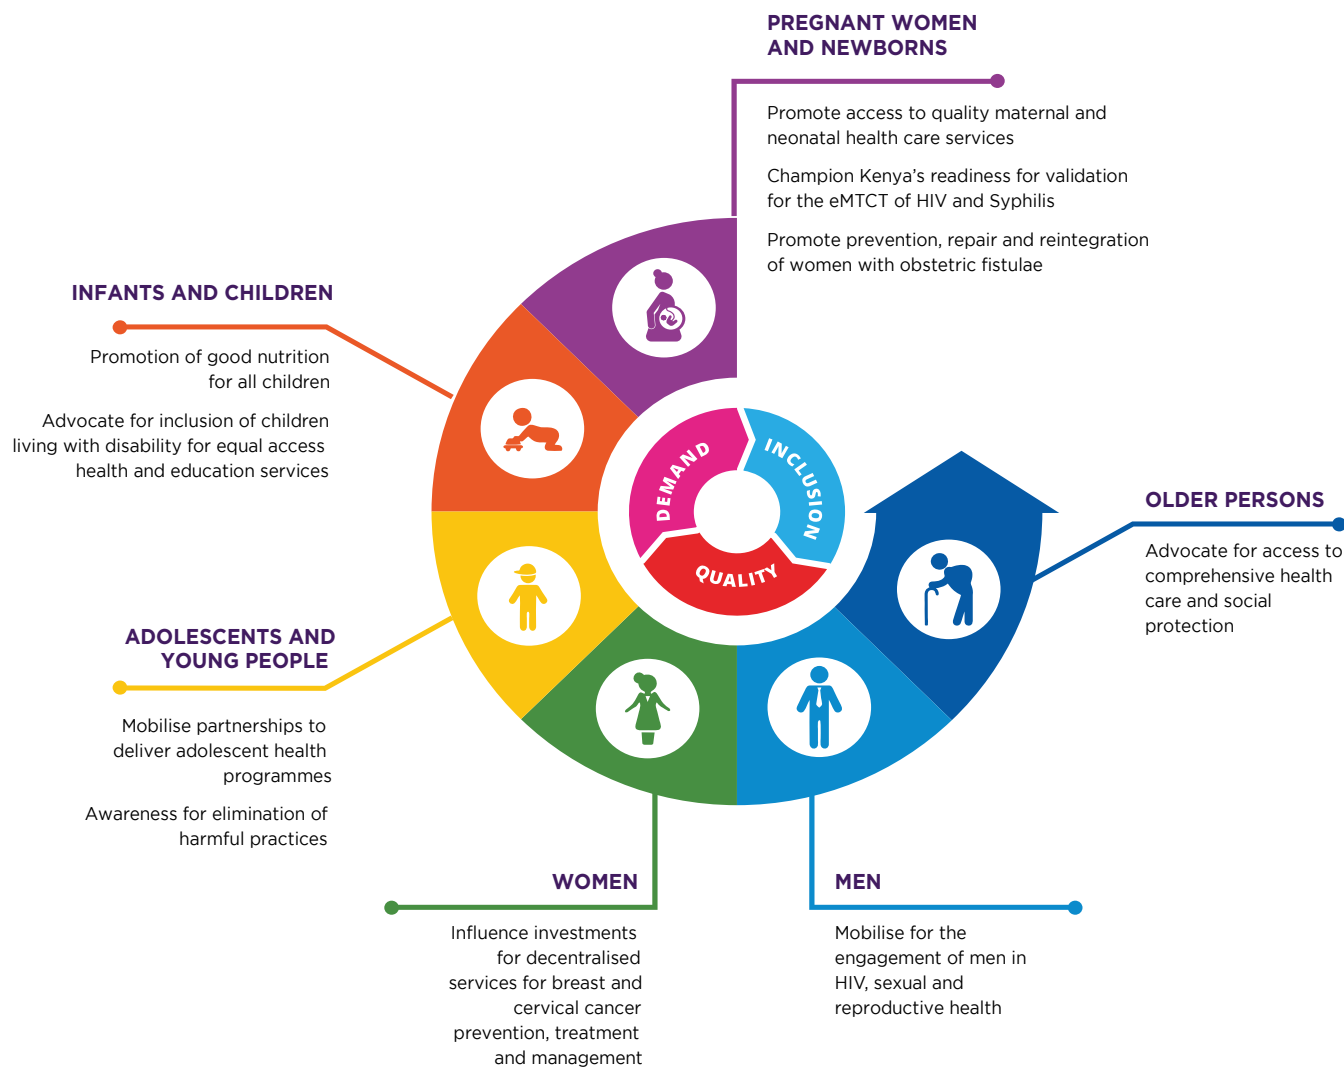 PREGNANT WOMEN
AND NEWBORNS
Promote access to quality maternal and
neonatal health care services
Champion Kenya’s readiness for validation
for the eMTCT of HIV and Syphilis
Promote prevention, repair and reintegration
of women with obstetric fistulae
INFANTS AND CHILDREN
Promotion of good nutrition
for all children
Advocate for inclusion of children
living with disability for equal access
health and education services
ADOLESCENTS AND
YOUNG PEOPLE
Mobilise partnerships to
deliver adolescent health
programmes
Awareness for elimination of
harmful practices
WOMEN
Influence investments
for decentralised
services for breast and
cervical cancer
prevention, treatment
and management
MEN
Mobilise for the
engagement of men in
HIV, sexual and
reproductive health
OLDER PERSONS
Advocate for access to
comprehensive health
care and social
protection
DEMAND
INCLUSION
QUALITY